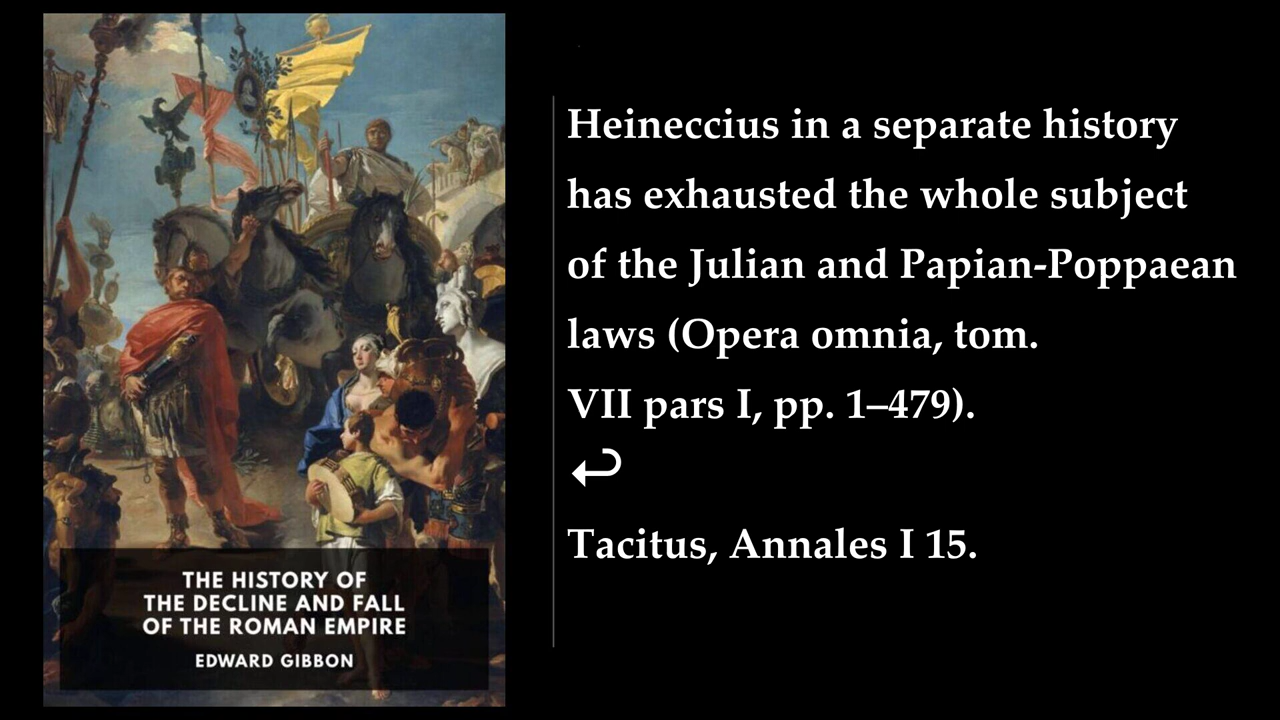 THE HISTORY OF
THE DECLINE AND FALL
OF THE ROMAN EMPIRE
EDWARD GIBBON
Heineccius in a separate history
has exhausted the whole subject
of the Julian and Papian-Poppaean
laws (Opera omnia, tom.
VII pars I, pp. 1–479).
↩
Tacitus, Annales I 15.